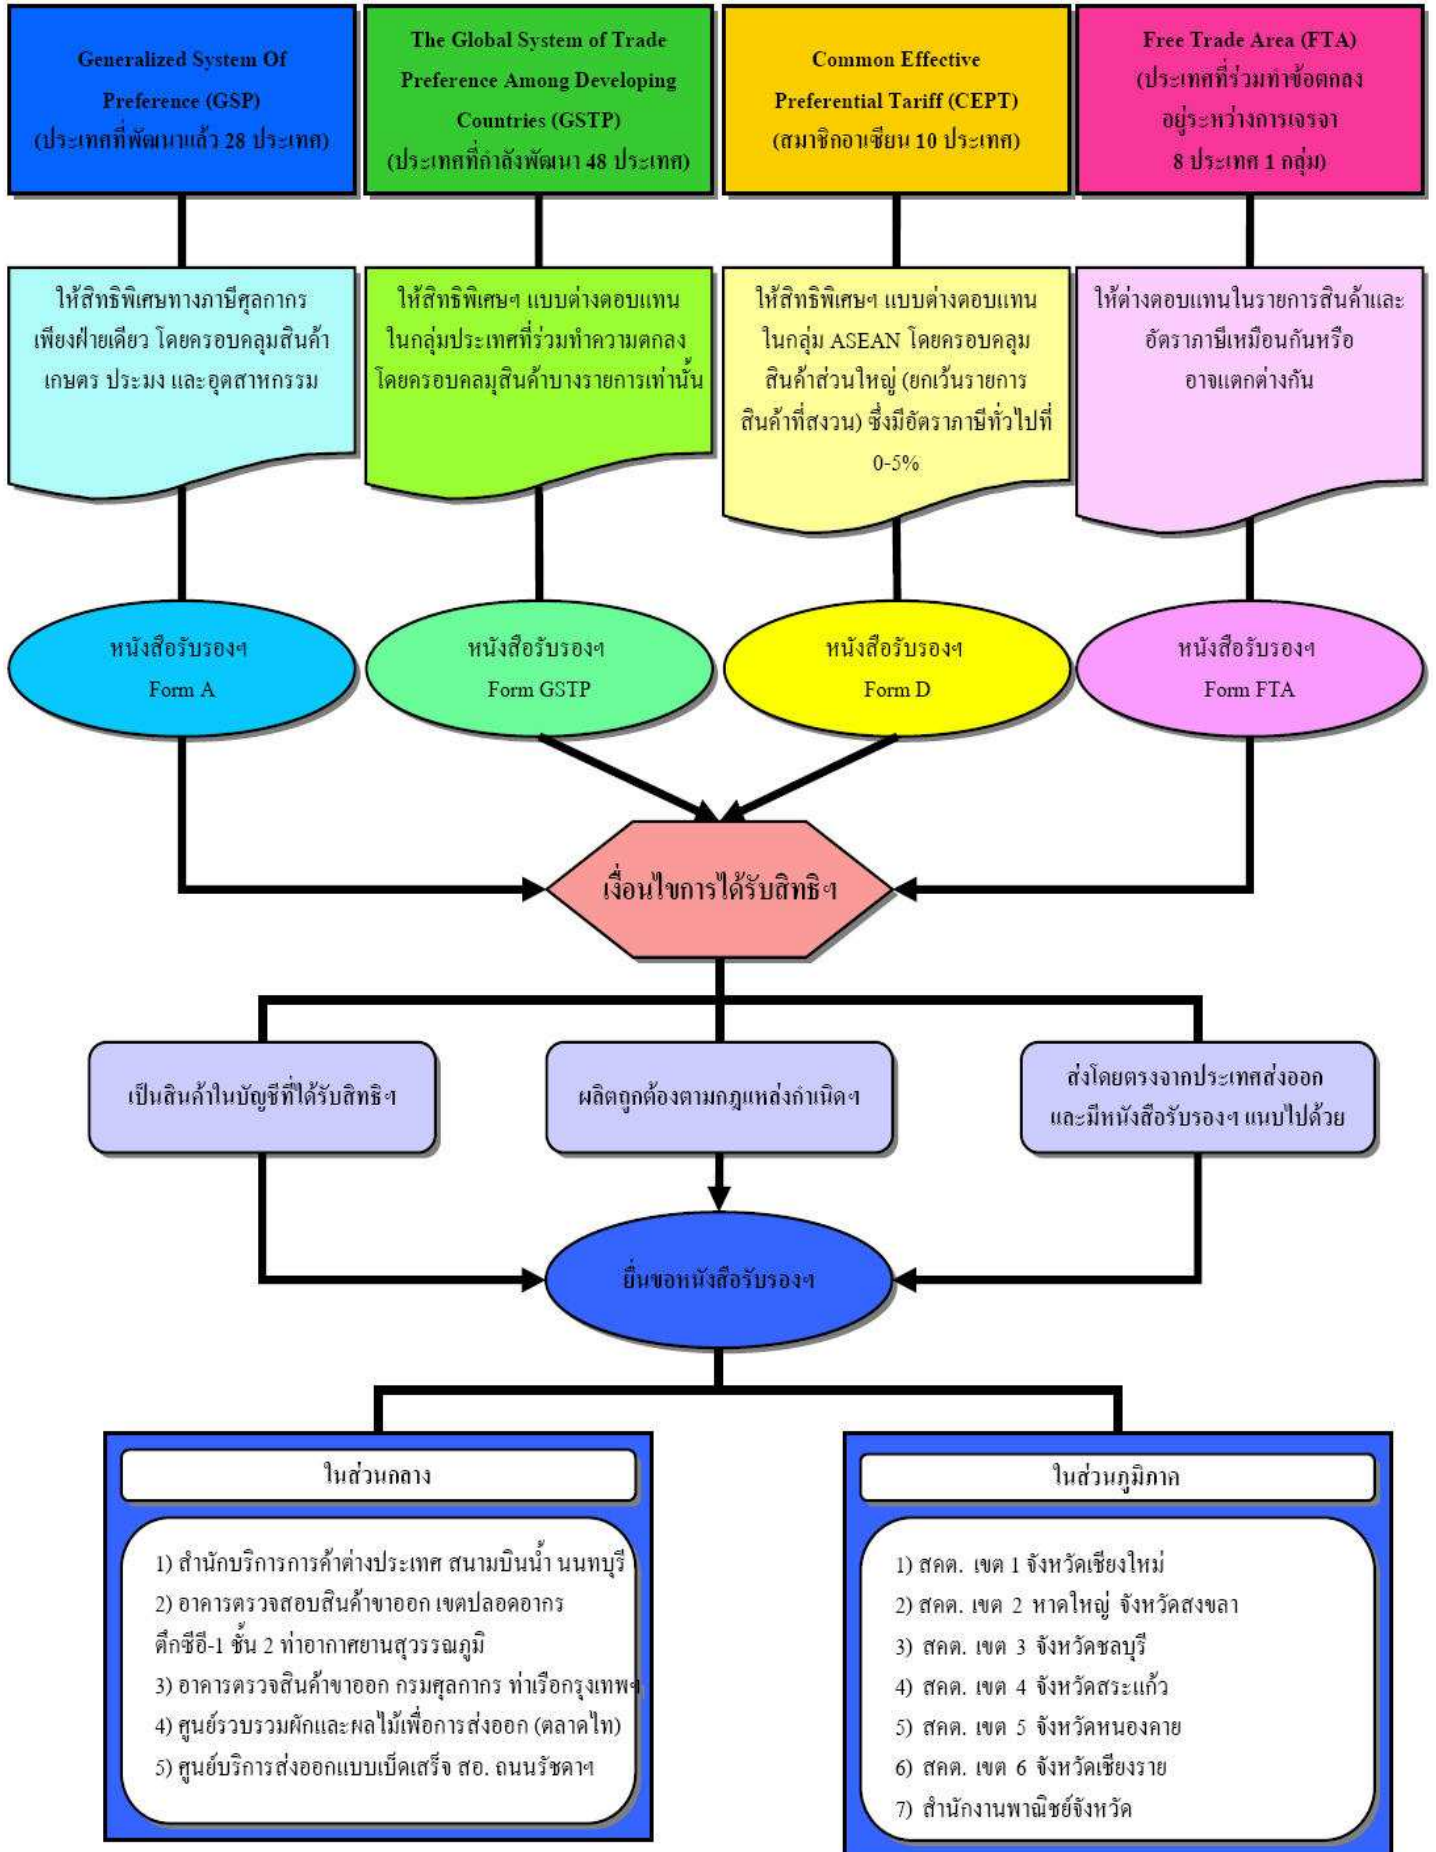 Generalized System Of
Preference (GSP)
(ประเทศที่พัฒนาแล้ว 28 ประเทศ)
The Global System of Trade
Preference Among Developing
Countries (GSTP)
(ประเทศที่กำลังพัฒนา 48 ประเทศ)
Common Effective
Preferential Tariff (CEPT)
(สมาชิกอาเซียน 10 ประเทศ)
Free Trade Area (FTA)
(ประเทศที่ร่วมทำข้อตกลง
อยู่ระหว่างการเจรจา
8 ประเทศ 1 กลุ่ม)
ให้สิทธิพิเศษทางภาษีศุลกากร
เพียงฝ่ายเดียว โดยครอบคลุมสินค้า
เกษตร ประมง และอุตสาหกรรม
ให้สิทธิพิเศษฯ แบบต่างตอบแทน
ในกลุ่มประเทศที่ร่วมทำความตกลง
โดยครอบคลมุสินค้าบางรายการเท่านั้น
ให้สิทธิพิเศษฯ แบบต่างตอบแทน
ในกลุ่ม ASEAN โดยครอบคลุม
สินค้าส่วนใหญ่ (ยกเว้นรายการ
สินค้าที่สงวน) ซึ่งมีอัตราภาษีทั่วไปที่
0-5%
ให้ต่างตอบแทนในรายการสินค้าและ
อัตราภาษีเหมือนกันหรือ
อาจแตกต่างกัน
หนังสือรับรองฯ
Form A
หนังสือรับรองฯ
Form GSTP
หนังสือรับรองฯ
Form D
หนังสือรับรองฯ
Form FTA
เงื่อนไขการได้รับสิทธิฯ
เป็นสินค้าในบัญชีที่ได้รับสิทธิฯ
ผลิตถูกต้องตามกฎแหล่งกำเนิดฯ
ส่งโดยตรงจากประเทศส่งออก
และมีหนังสือรับรองฯ แนบไปด้วย
ยื่นขอหนังสือรับรองฯ
ในส่วนกลาง
1) สำนักบริการการค้าต่างประเทศ สนามบินน้ำ นนทบุรี
2) อาคารตรวจสอบสินค้าขาออก เขตปลอดอากร
ตึกซีอี-1 ชั้น 2 ท่าอากาศยานสุวรรณภูมิ
3) อาคารตรวจสินค้าขาออก กรมศุลกากร ท่าเรือกรุงเทพฯ
4) ศูนย์รวบรวมผักและผลไม้เพื่อการส่งออก (ตลาดไท)
5) ศูนย์บริการส่งออกแบบเบ็ดเสร็จ สอ. ถนนรัชดาฯ
ในส่วนภูมิภาค
1) สคต. เขต 1 จังหวัดเชียงใหม่
2) สคต. เขต 2 หาดใหญ่ จังหวัดสงขลา
3) สคต. เขต 3 จังหวัดชลบุรี
4) สคต. เขต 4 จังหวัดสระแก้ว
5) สคต. เขต 5 จังหวัดหนองคาย
6) สคต. เขต 6 จังหวัดเชียงราย
7) สำนักงานพาณิชย์จังหวัด